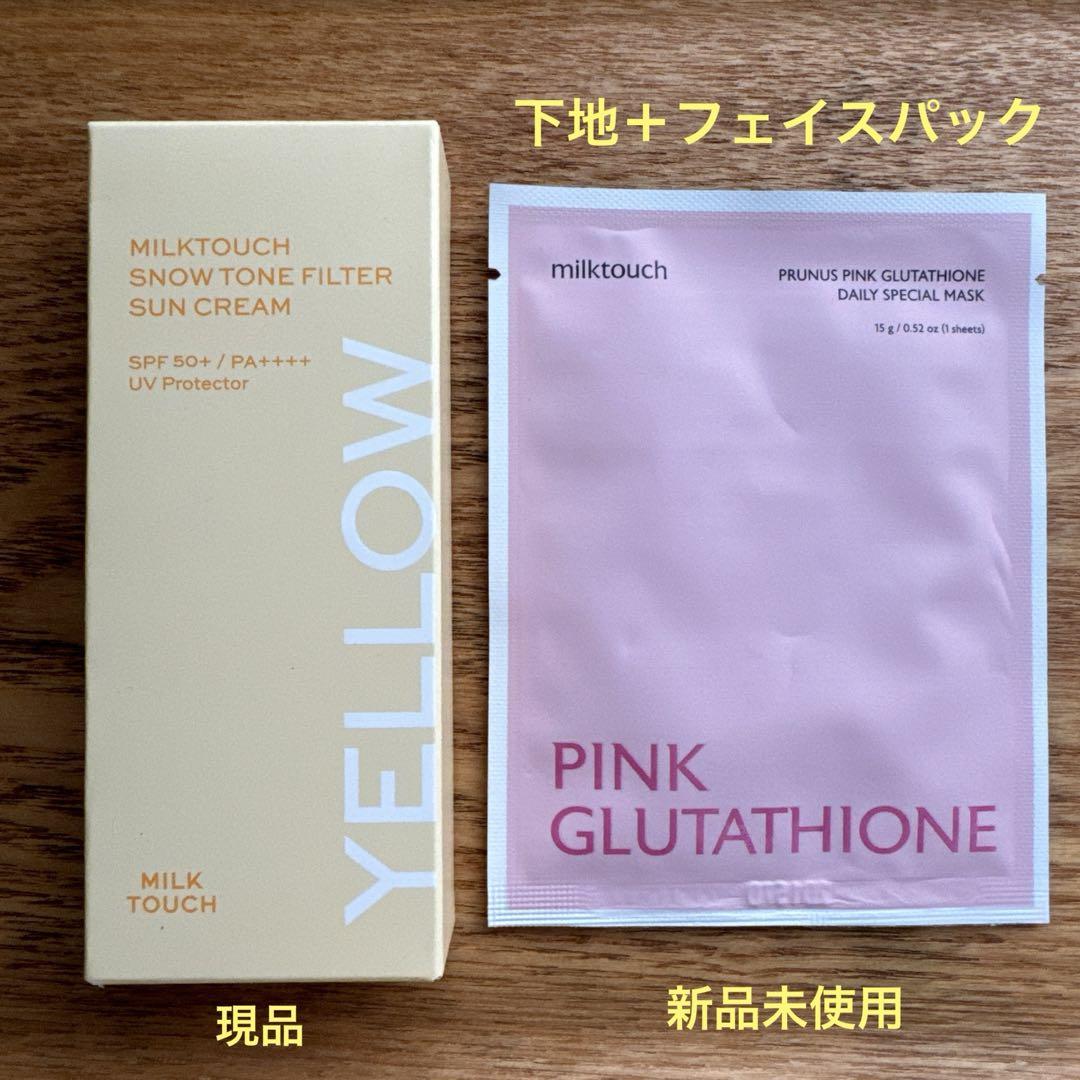 下地＋フェイスパック
MILKTOUCH
SNOW TONE FILTER
SUN CREAM
SPF 50+ / PA++++
UV Protector
YELLOW
MILK
TOUCH
現品
milktouch
PRUNUS PINK GLUTATHIONE
DAILY SPECIAL MASK
15 g / 0.52 oz (1 sheets)
PINK
GLUTATHIONE
新品未使用